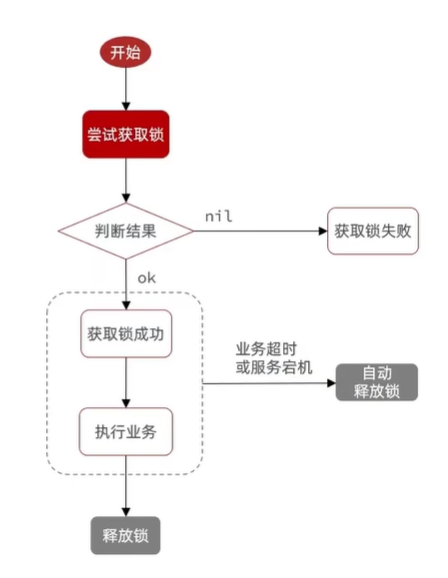 开始
尝试获取锁
判断结果
nil
获取锁失败
ok
获取锁成功
业务超时
或服务宕机
自动
释放锁
执行业务
释放锁